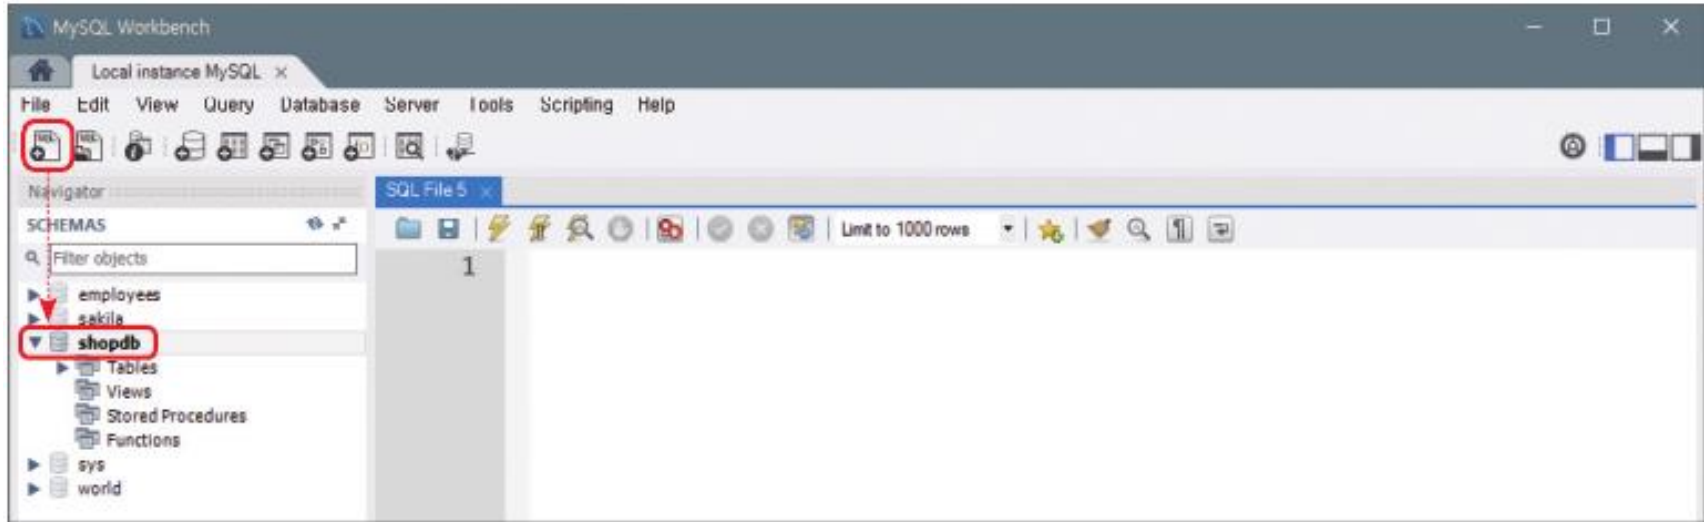 MySQL Workbench
Local instance MySQL
File Edit View Query Database Server Tools Scripting Help
Navigator
SQL File 5
SCHEMAS
Limit to 1000 rows
Filter objects
1
employees
sakila
shopdb
Tables
Views
Stored Procedures
Functions
sys
world